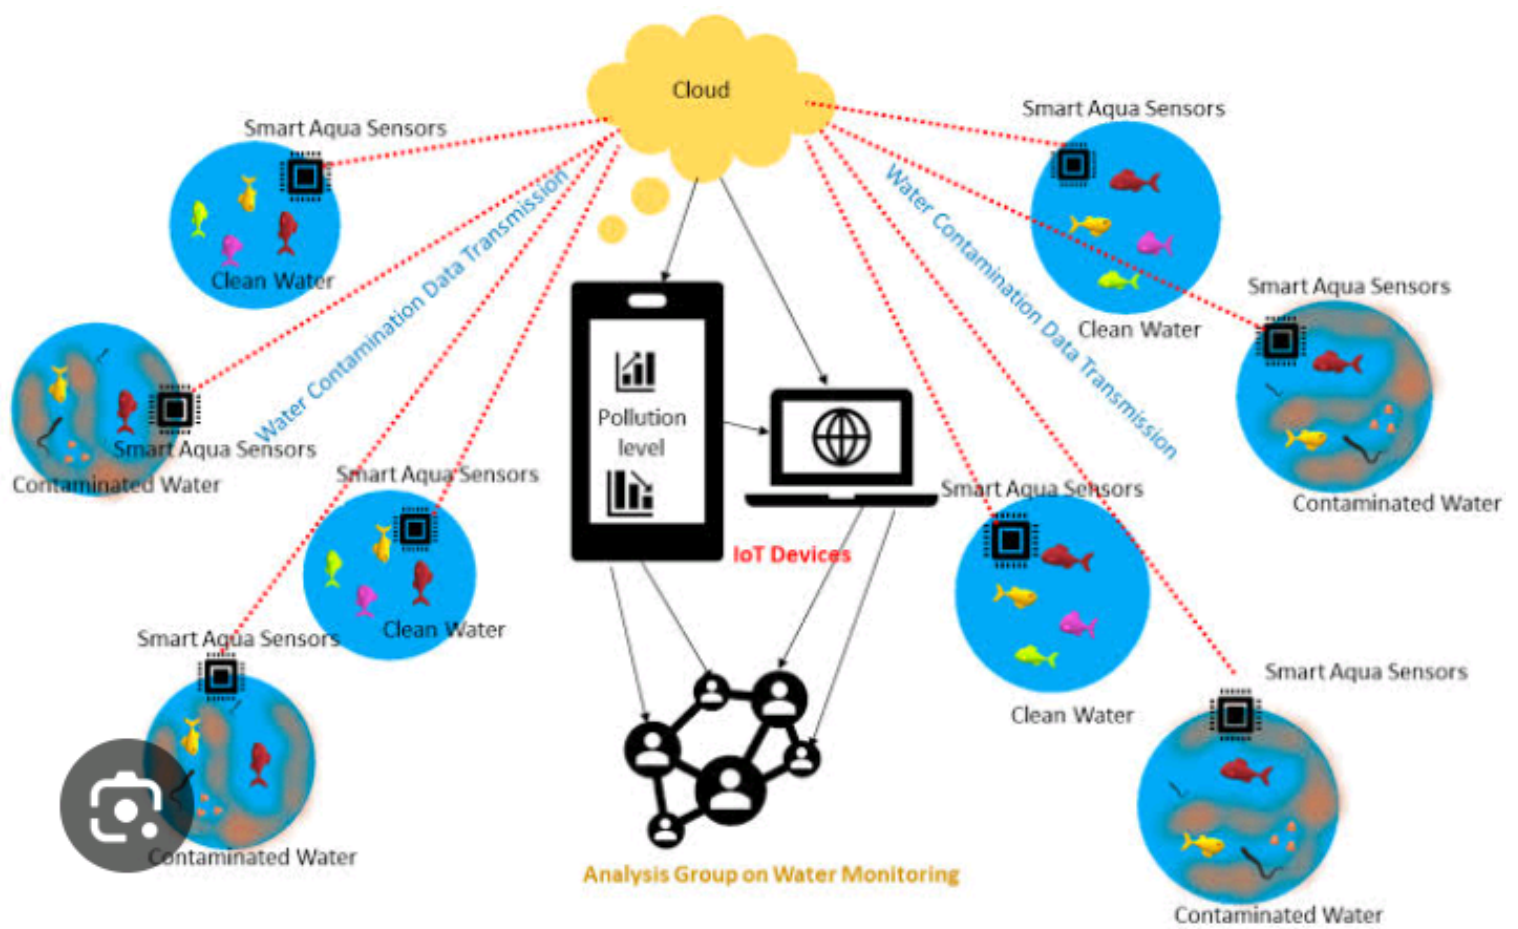 Cloud
Smart Aqua Sensors
Clean Water
Water Contamination Data Transmission
Smart Aqua Sensors
Contaminated Water
Smart Aqua Sensors
Clean Water
Smart Aqua Sensors
Contaminated Water
Pollution
level
IoT Devices
Analysis Group on Water Monitoring
Smart Aqua Sensors
Clean Water
Water Contamination Data Transmission
Smart Aqua Sensors
Contaminated Water
Smart Aqua Sensors
Clean Water
Smart Aqua Sensors
Contaminated Water